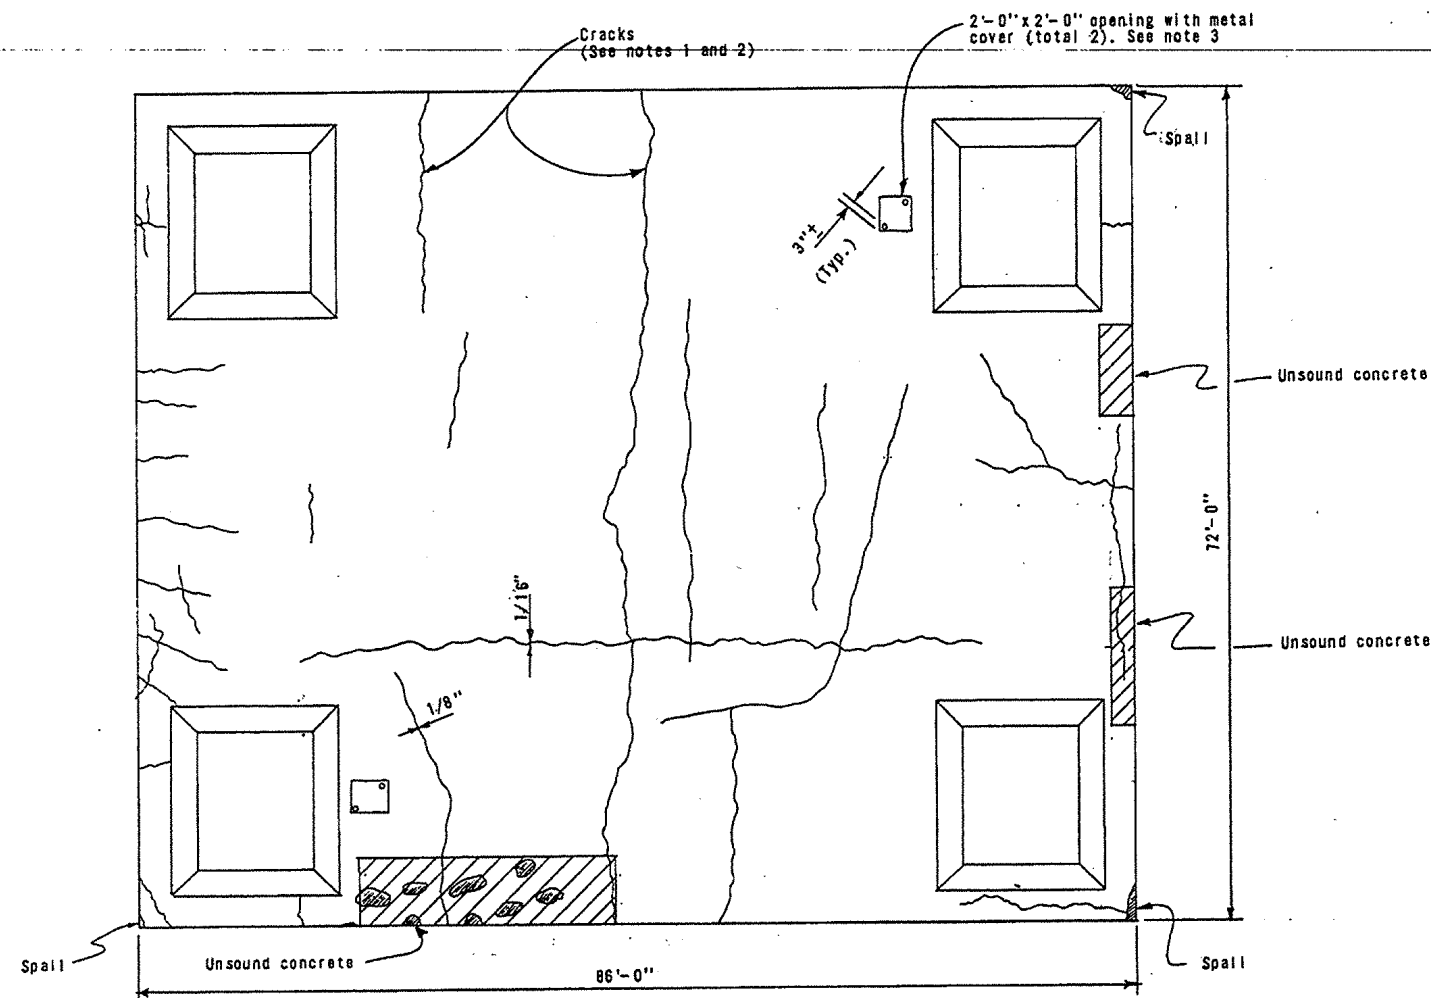 2'-0"x2'-0" opening with metal
cover (total 2). See note 3
Cracks
(See notes 1 and 2)
Spall
3"±
(Typ.)
Unsound concrete
72'-0"
1/16"
Unsound concrete
1/8"
Spall
Unsound concrete
86'-0"
Spall